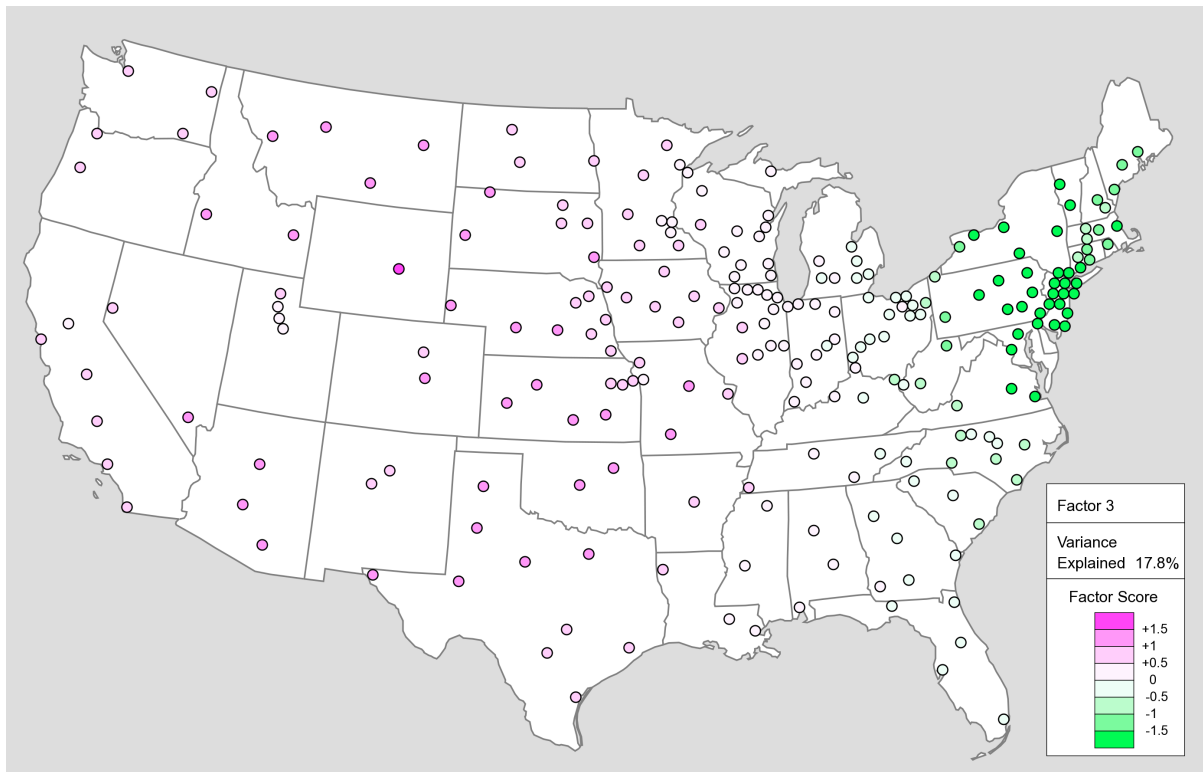 Factor 3
Variance
Explained 17.8%
Factor Score
+1.5
+1
+0.5
0
-0.5
-1
-1.5